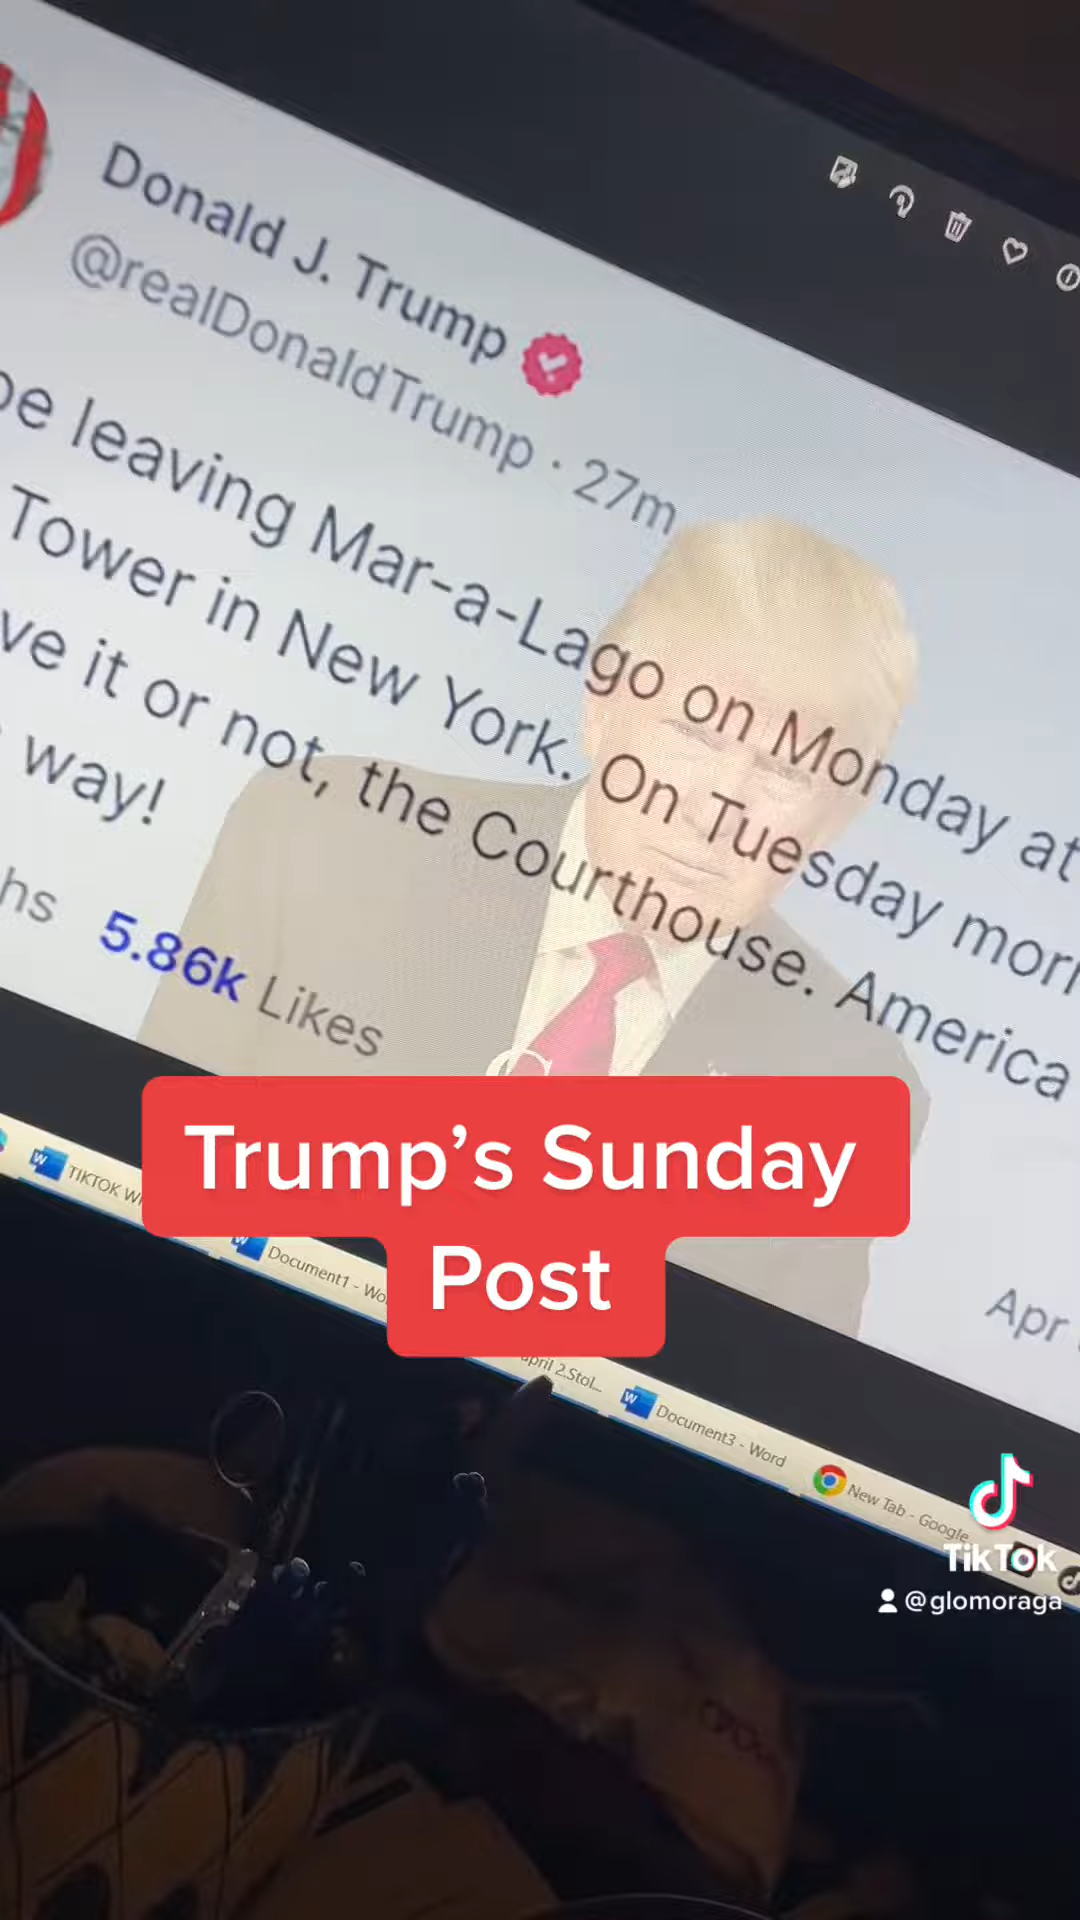 Donald J. Trump
@realDonaldTrump · 27m
be leaving Mar-a-Lago on Monday at
Tower in New York. On Tuesday morn
ve it or not, the Courthouse. America
way!
hs 5.86k Likes
Apr
Trump's Sunday
Post
TIKTOK W
Document1 - Wo
april 2.Stol...
Document3 - Word
New Tab - Google
TikTok
@glomoraga